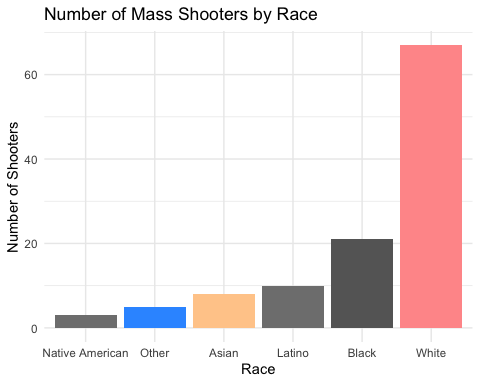 Number of Mass Shooters by Race
Number of Shooters
60
40
20
0
Native American
Other
Asian
Latino
Black
White
Race